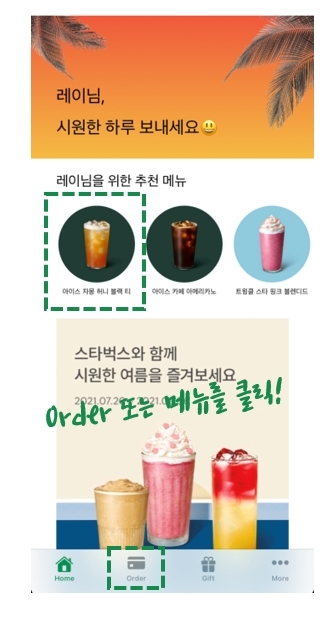 레이님,
시원한 하루 보내세요😃
레이님을 위한 추천 메뉴
아이스 자몽 허니 블랙 티
아이스 카페 아메리카노
트윙클 스타 핑크 블렌디드
스타벅스와 함께
시원한 여름을 즐겨보세요
2021.07.20
Order 또는 메뉴를 클릭!
Home
Order
Gift
More